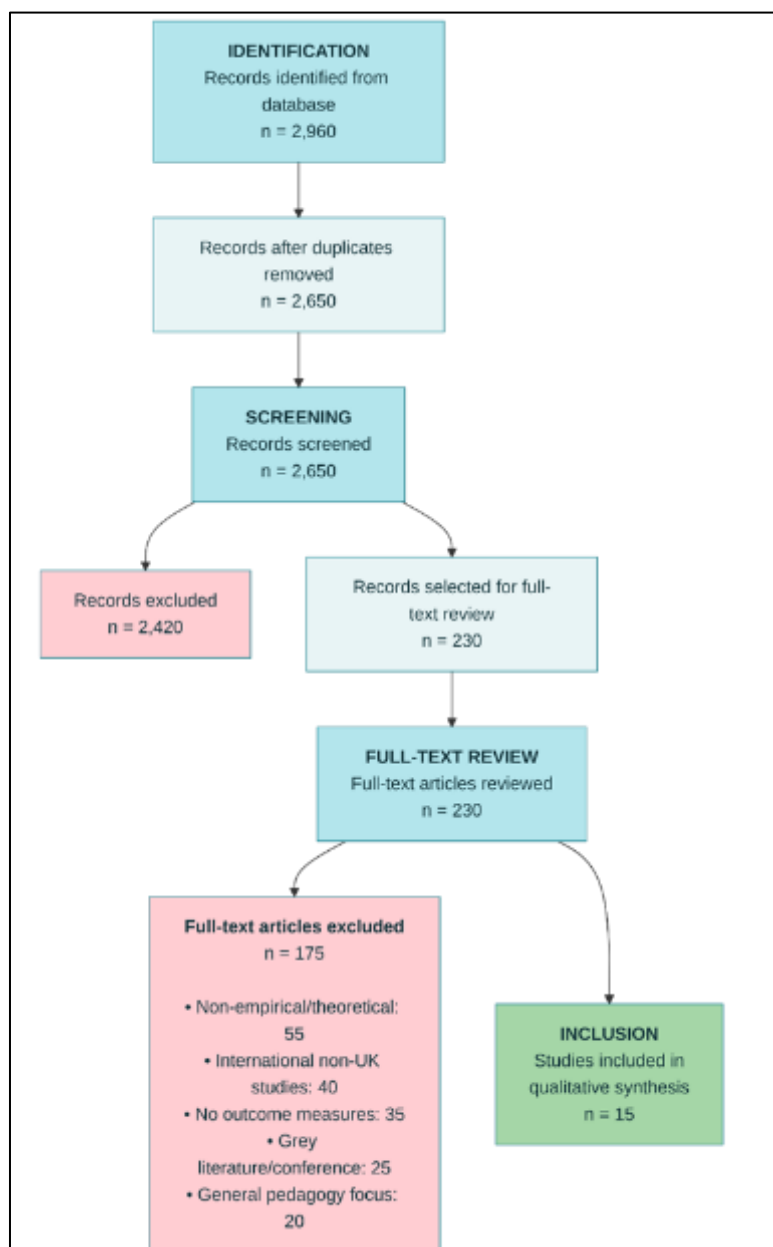 IDENTIFICATION
Records identified from
database
n = 2,960
Records after duplicates
removed
n = 2,650
SCREENING
Records screened
n = 2,650
Records excluded
n = 2,420
Records selected for full-
text review
n = 230
FULL-TEXT REVIEW
Full-text articles reviewed
n = 230
Full-text articles excluded
n = 175
• Non-empirical/theoretical:
55
• International non-UK
studies: 40
• No outcome measures: 35
• Grey
literature/conference: 25
• General pedagogy focus:
20
INCLUSION
Studies included in
qualitative synthesis
n = 15